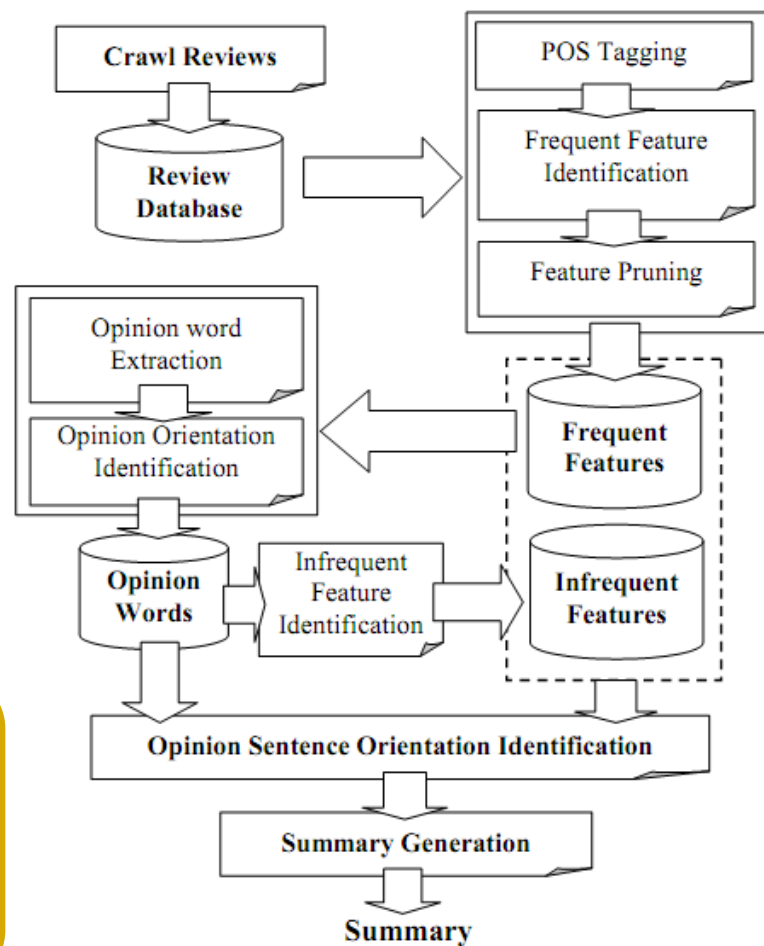 Crawl Reviews
Review
Database
POS Tagging
Frequent Feature
Identification
Feature Pruning
Opinion word
Extraction
Opinion Orientation
Identification
Frequent
Features
Opinion
Words
Infrequent
Feature
Identification
Infrequent
Features
Opinion Sentence Orientation Identification
Summary Generation
Summary